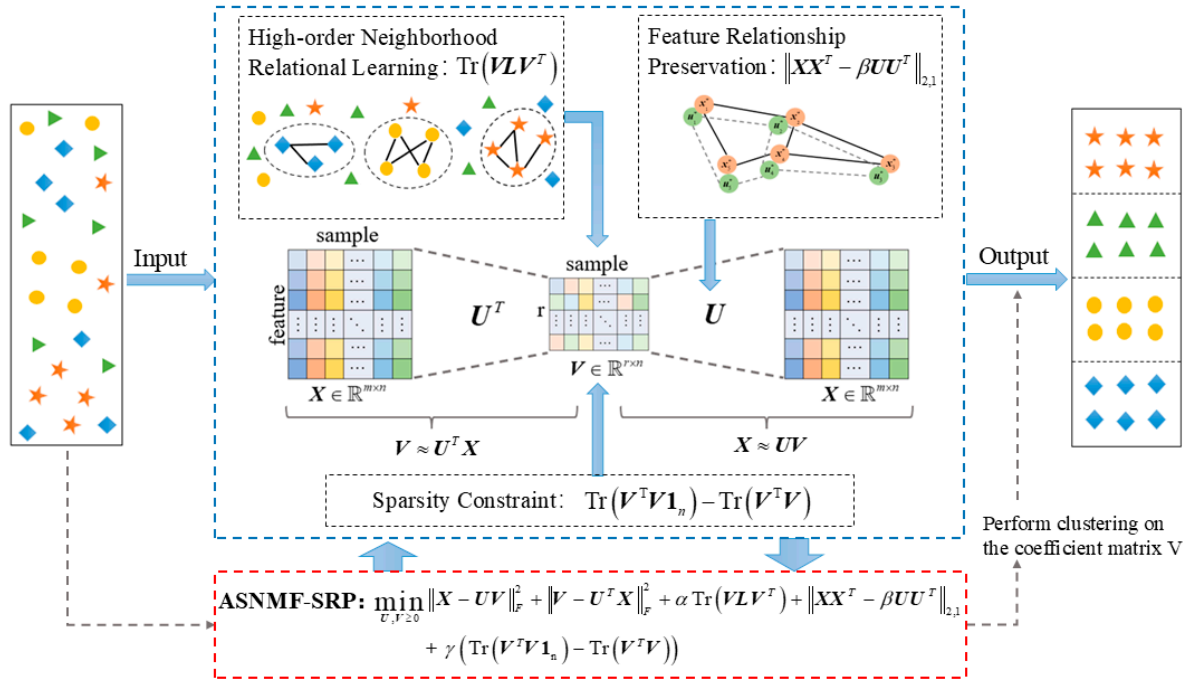 High-order Neighborhood
Relational Learning: Tr(VLV^T)
Feature Relationship
Preservation: ‖XX^T − βUU^T‖_{2,1}
Input
sample
feature
U^T
X ∈ ℝ^{m×n}
sample
r
V ∈ ℝ^{r×n}
U
X ∈ ℝ^{m×n}
V ≈ U^T X
X ≈ UV
Output
Sparsity Constraint: Tr(V^T V 1_n) − Tr(V^T V)
Perform clustering on
the coefficient matrix V
ASNMF-SRP: min_{U,V≥0} ‖X − UV‖_F^2 + ‖V − U^T X‖_F^2 + α Tr(VLV^T) + ‖XX^T − βUU^T‖_{2,1}
+ γ(Tr(V^T V 1_n) − Tr(V^T V))